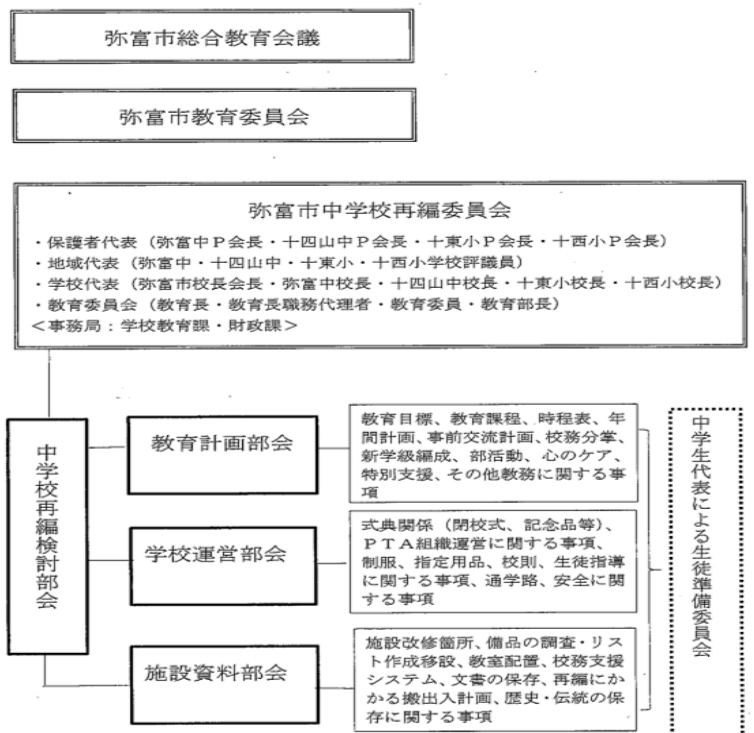 弥富市総合教育会議
弥富市教育委員会
弥富市中学校再編委員会
・保護者代表（弥富中Ｐ会長・十四山中Ｐ会長・十東小Ｐ会長・十西小Ｐ会長）
・地域代表（弥富中・十四山中・十東小・十西小学校評議員）
・学校代表（弥富市校長会長・弥富中校長・十四山中校長・十東小校長・十西小校長）
・教育委員会（教育長・教育長職務代理者・教育委員・教育部長）
＜事務局：学校教育課・財政課＞
中学校再編検討部会
教育計画部会
教育目標、教育課程、時程表、年
間計画、事前交流計画、校務分掌、
新学級編成、部活動、心のケア、
特別支援、その他教務に関する事
項
学校運営部会
式典関係（閉校式、記念品等）、
ＰＴＡ組織運営に関する事項、
制服、指定用品、校則、生徒指導
に関する事項、通学路、安全に関
する事項
施設資料部会
施設改修箇所、備品の調査・リス
ト作成移設、教室配置、校務支援
システム、文書の保存、再編にか
かる搬出入計画、歴史・伝統の保
存に関する事項
中学生代表による生徒準備委員会